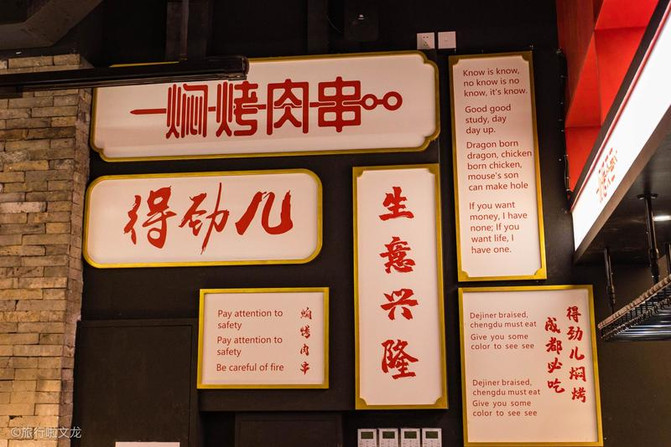 焖烤肉串
得劲儿
生意兴隆
Know is know,
no know is no
know, it's know.
Good good
study, day
day up.
Dragon born
dragon, chicken
born chicken,
mouse's son
can make hole
If you want
money, I have
none; If you
want life, I
have one.
Pay attention to
safety
Pay attention to
safety
Be careful of fire
焖烤肉串
Dejiner braised,
chengdu must eat
Give you some
color to see see
Dejiner braised,
chengdu must eat
Give you some
color to see see
得劲儿焖烤
成都必吃
©旅行啦文龙